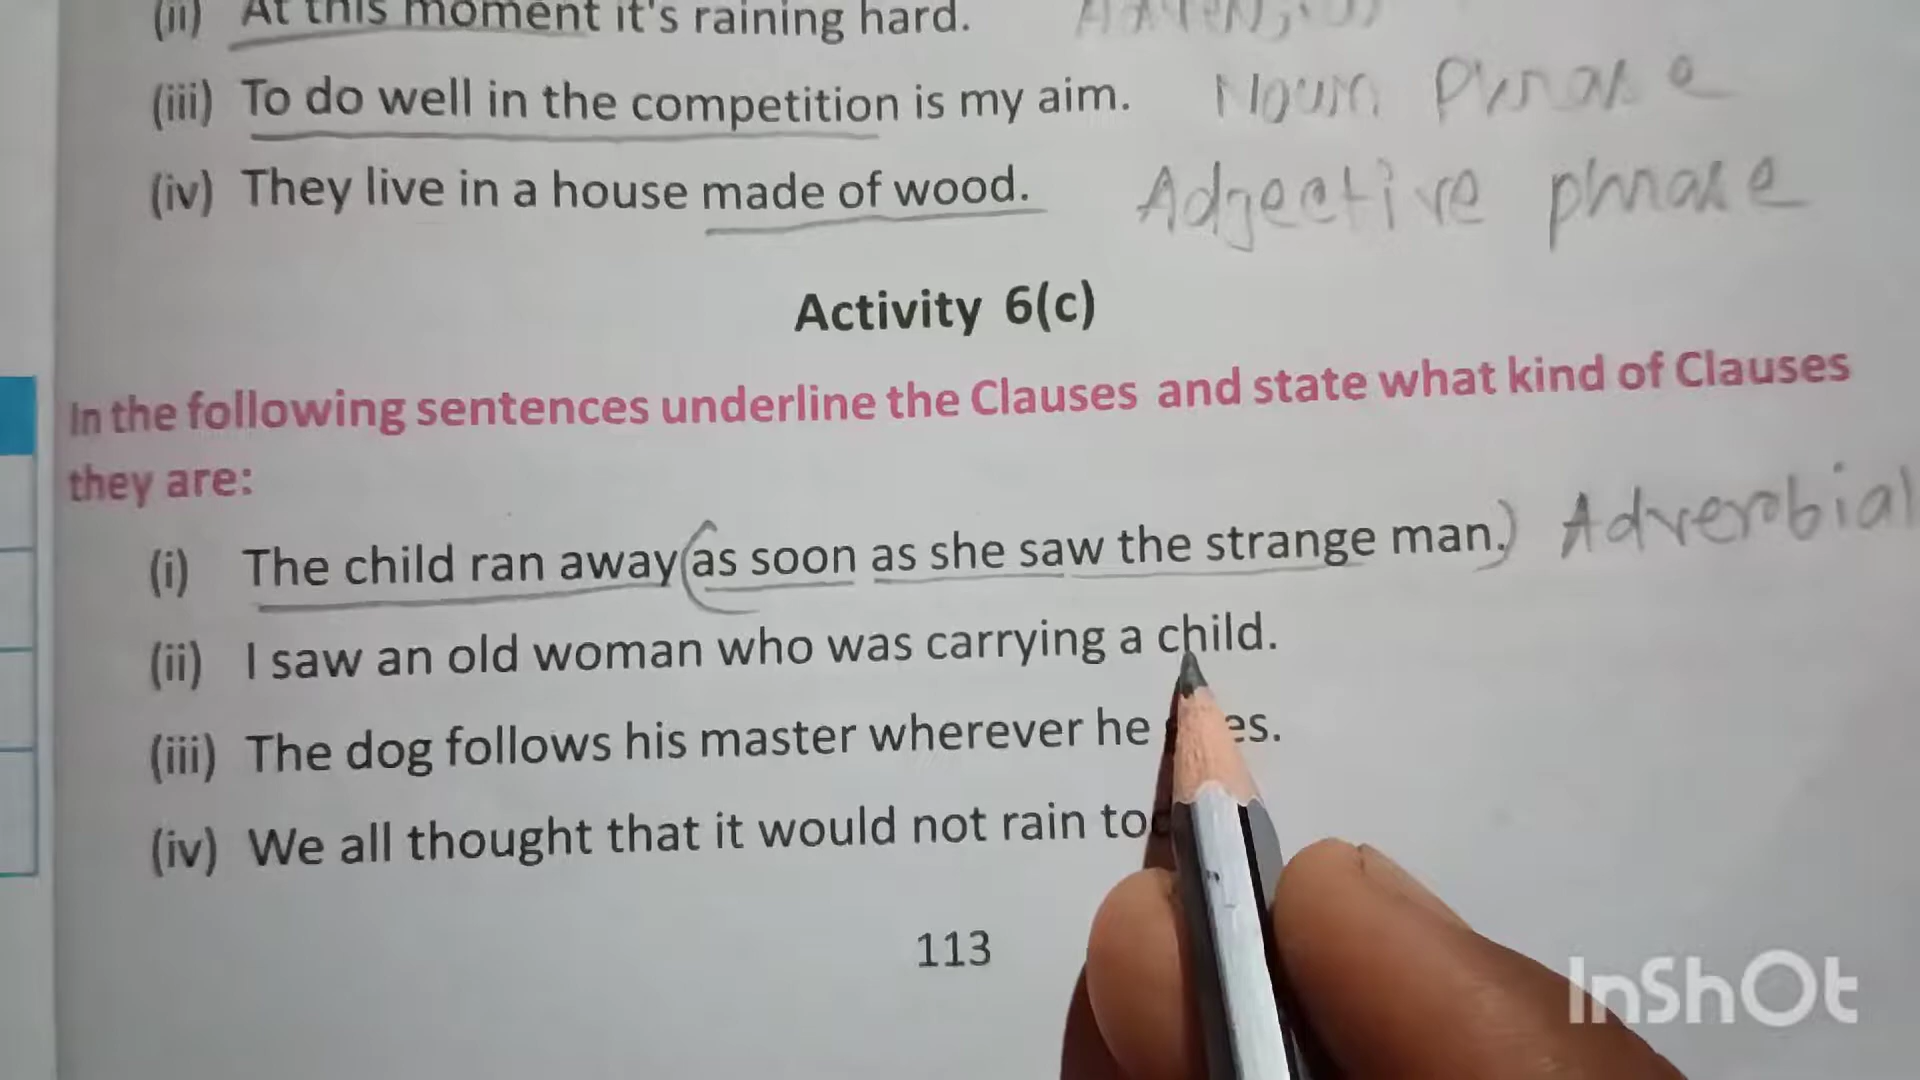 (ii) At this moment it's raining hard.
(iii) To do well in the competition is my aim. Noun Phrase
(iv) They live in a house made of wood. Adjective phrase
Activity 6(c)
In the following sentences underline the Clauses and state what kind of Clauses
they are:
(i) The child ran away (as soon as she saw the strange man.) Adverbial
(ii) I saw an old woman who was carrying a child.
(iii) The dog follows his master wherever he
(iv) We all thought that it would not rain
113
InShOt